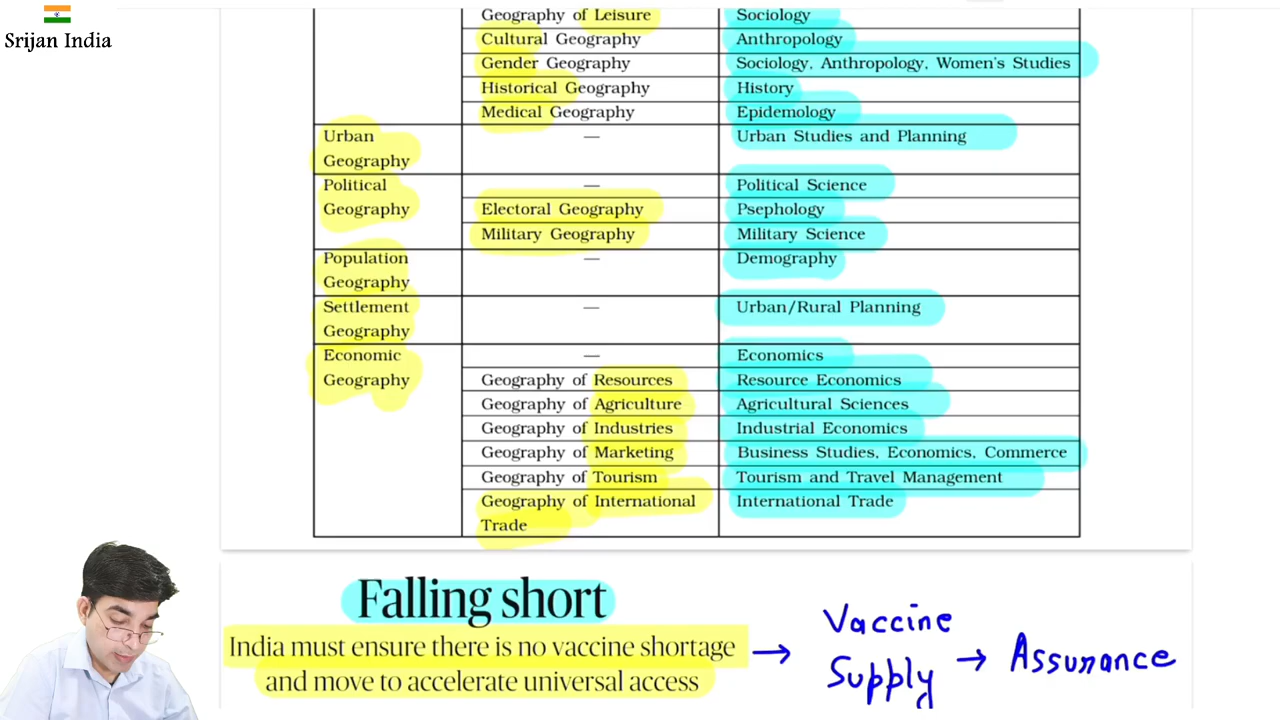 Srijan India
Geography of Leisure Sociology
Cultural Geography Anthropology
Gender Geography Sociology, Anthropology, Women's Studies
Historical Geography History
Medical Geography Epidemology
Urban — Urban Studies and Planning
Geography
Political — Political Science
Geography Electoral Geography Psephology
Military Geography Military Science
Population — Demography
Geography
Settlement — Urban/Rural Planning
Geography
Economic — Economics
Geography Geography of Resources Resource Economics
Geography of Agriculture Agricultural Sciences
Geography of Industries Industrial Economics
Geography of Marketing Business Studies, Economics, Commerce
Geography of Tourism Tourism and Travel Management
Geography of International International Trade
Trade
Falling short
India must ensure there is no vaccine shortage
and move to accelerate universal access
→ Vaccine
Supply → Assurance